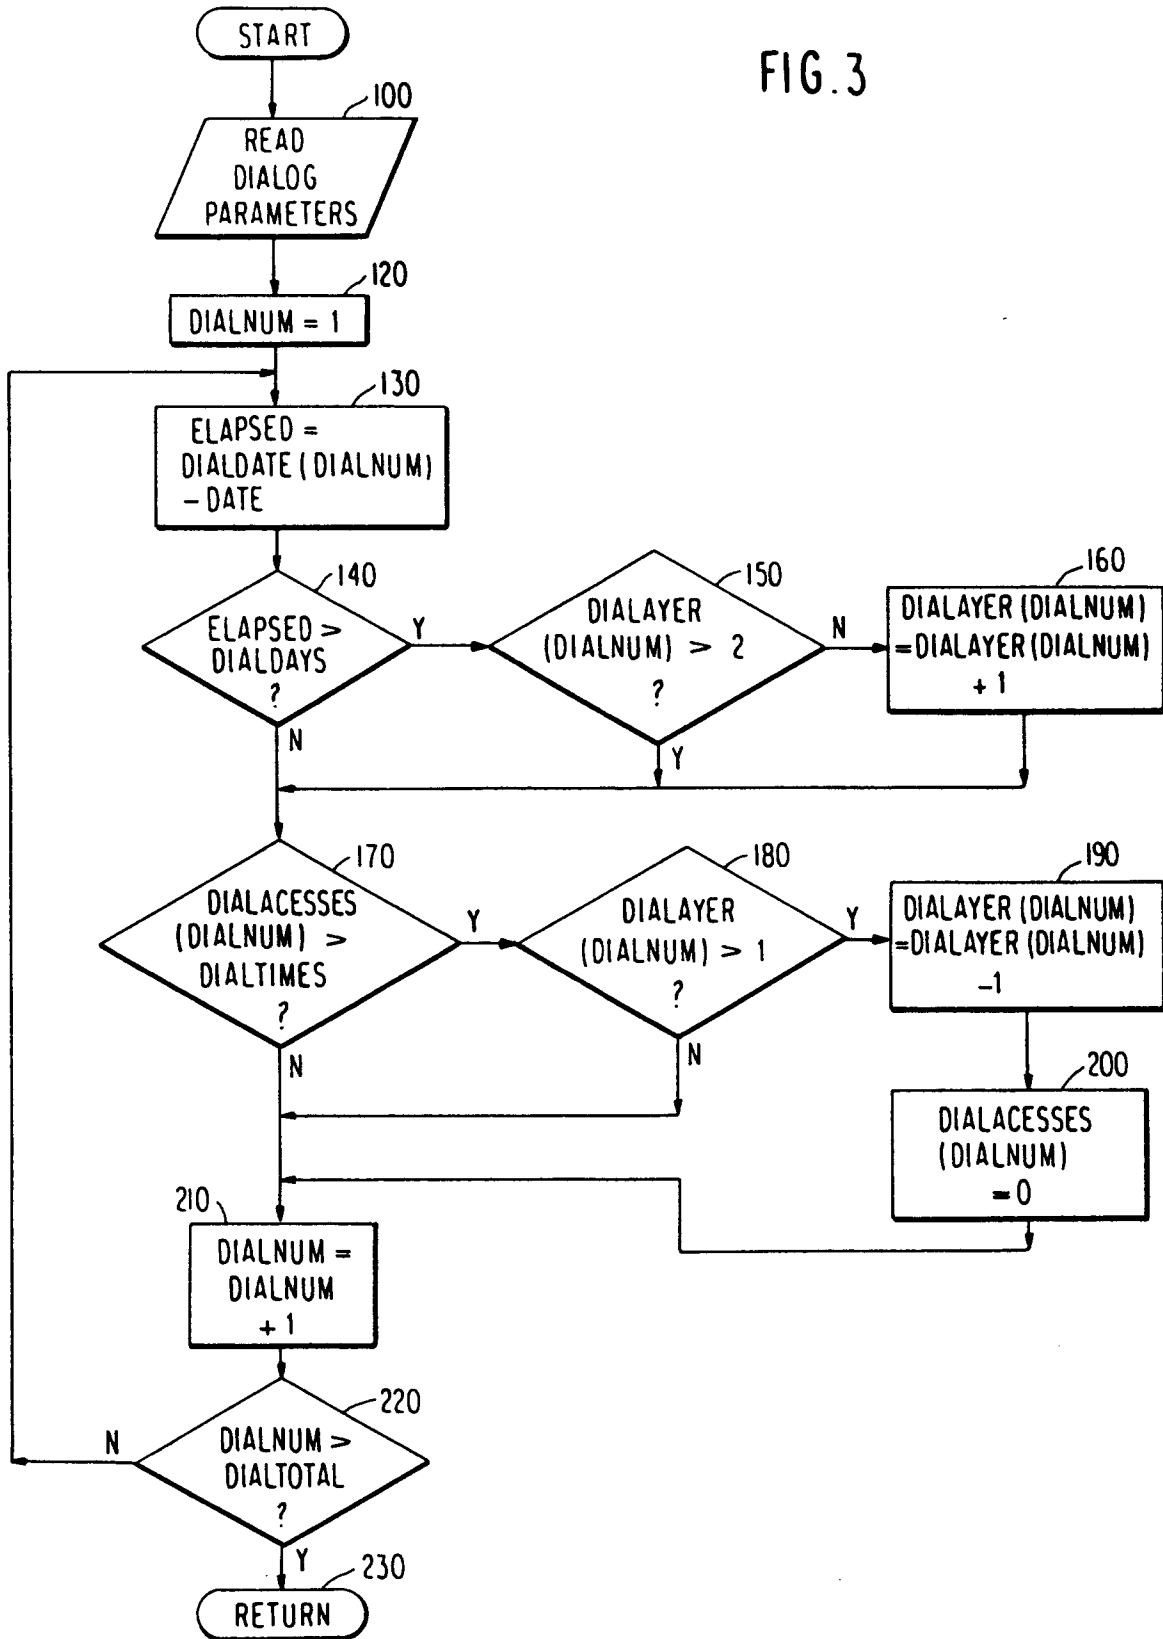 START
FIG.3
100
READ
DIALOG
PARAMETERS
120
DIALNUM = 1
130
ELAPSED =
DIALDATE (DIALNUM)
- DATE
140
ELAPSED >
DIALDAYS
?
Y
N
150
DIALAYER
(DIALNUM) > 2
?
N
Y
160
DIALAYER (DIALNUM)
=DIALAYER (DIALNUM)
+ 1
170
DIALACESSES
(DIALNUM) >
DIALTIMES
?
Y
N
180
DIALAYER
(DIALNUM) > 1
?
Y
N
190
DIALAYER (DIALNUM)
=DIALAYER (DIALNUM)
-1
200
DIALACESSES
(DIALNUM)
= 0
210
DIALNUM =
DIALNUM
+ 1
220
DIALNUM >
DIALTOTAL
?
N
Y
230
RETURN